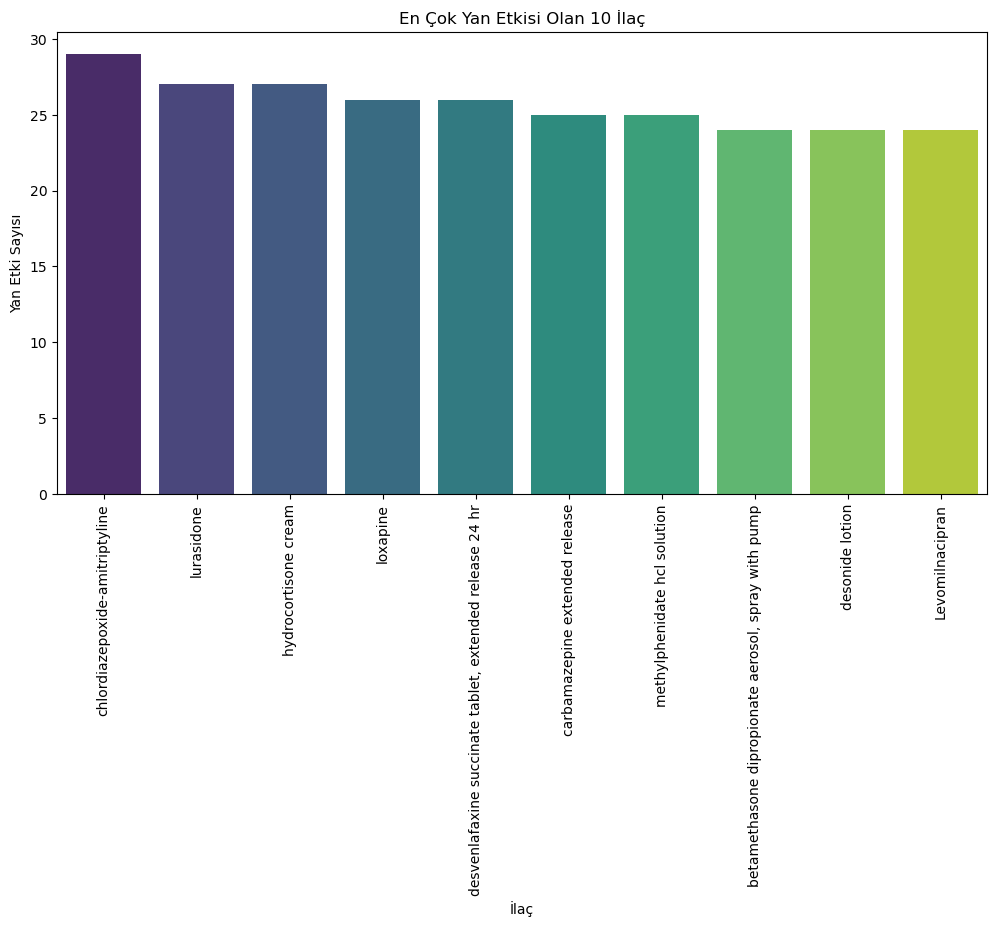 En Çok Yan Etkisi Olan 10 İlaç
Yan Etki Sayısı
30
25
20
15
10
5
0
chlordiazepoxide-amitriptyline
lurasidone
hydrocortisone cream
loxapine
desvenlafaxine succinate tablet, extended release 24 hr
carbamazepine extended release
methylphenidate hcl solution
betamethasone dipropionate aerosol, spray with pump
desonide lotion
Levomilnacipran
İlaç